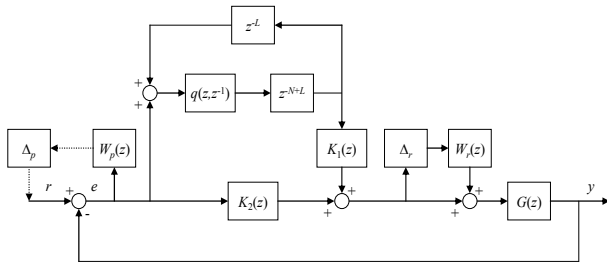 z⁻ᴸ
+
+
q(z,z⁻¹)
z⁻ᴺ⁺ᴸ
Δₚ
Wₚ(z)
K₁(z)
Δᵣ
Wᵣ(z)
r
+
e
-
K₂(z)
+
+
+
+
G(z)
y